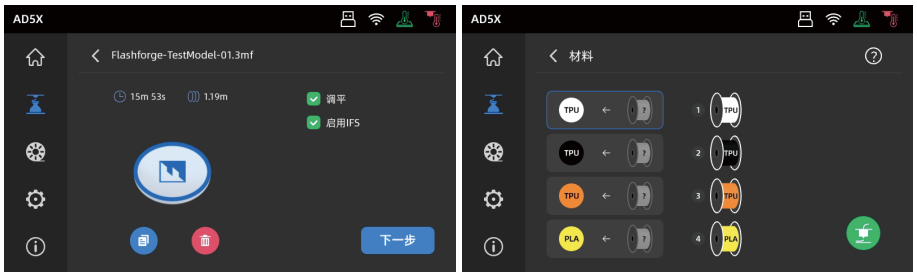 AD5X
Flashforge-TestModel-01.3mf
15m 53s 1.19m
调平
启用IFS
下一步
AD5X
材料
?
TPU ← ? 1 TPU
TPU ← ? 2 TPU
TPU ← ? 3 TPU
PLA ← ? 4 PLA